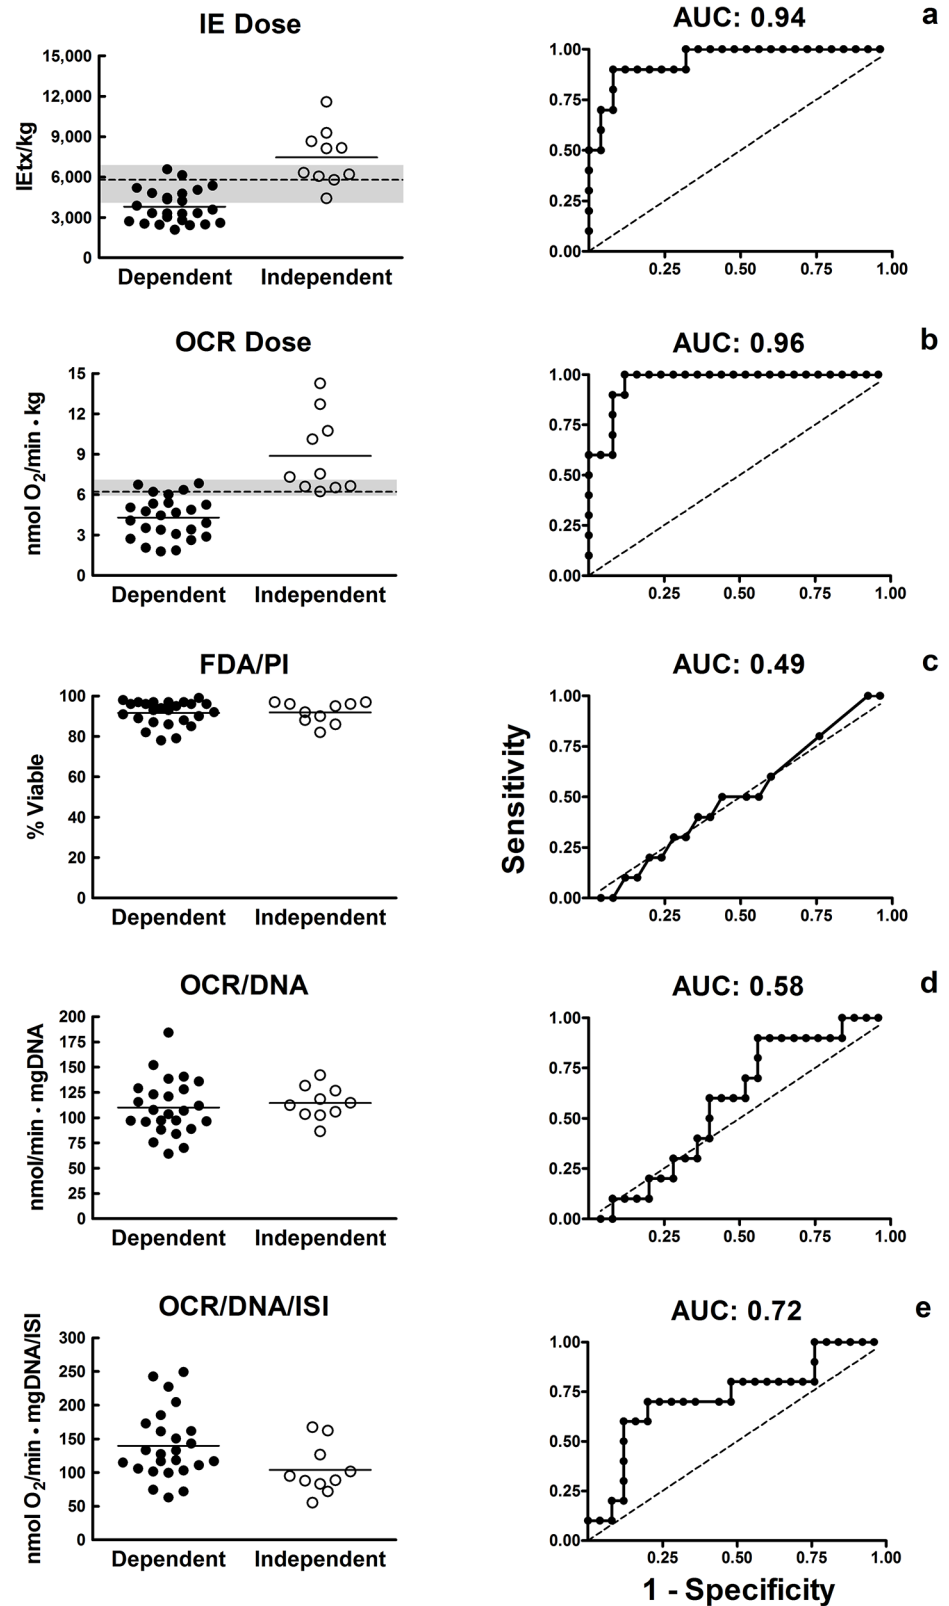 IE Dose
AUC: 0.94
a
IEtx/kg
15,000
12,000
9,000
6,000
3,000
0
Dependent
Independent
1.00
0.75
0.50
0.25
0.00
0.25
0.50
0.75
1.00
OCR Dose
AUC: 0.96
b
nmol O2/min • kg
15
12
9
6
3
0
Dependent
Independent
1.00
0.75
0.50
0.25
0.00
0.25
0.50
0.75
1.00
FDA/PI
AUC: 0.49
c
% Viable
100
80
60
40
20
0
Dependent
Independent
Sensitivity
1.00
0.75
0.50
0.25
0.00
0.25
0.50
0.75
1.00
OCR/DNA
AUC: 0.58
d
nmol/min • mgDNA
200
175
150
125
100
75
50
25
0
Dependent
Independent
1.00
0.75
0.50
0.25
0.00
0.25
0.50
0.75
1.00
OCR/DNA/ISI
AUC: 0.72
e
nmol O2/min • mgDNA/ISI
300
250
200
150
100
50
0
Dependent
Independent
1.00
0.75
0.50
0.25
0.00
0.25
0.50
0.75
1.00
1 - Specificity